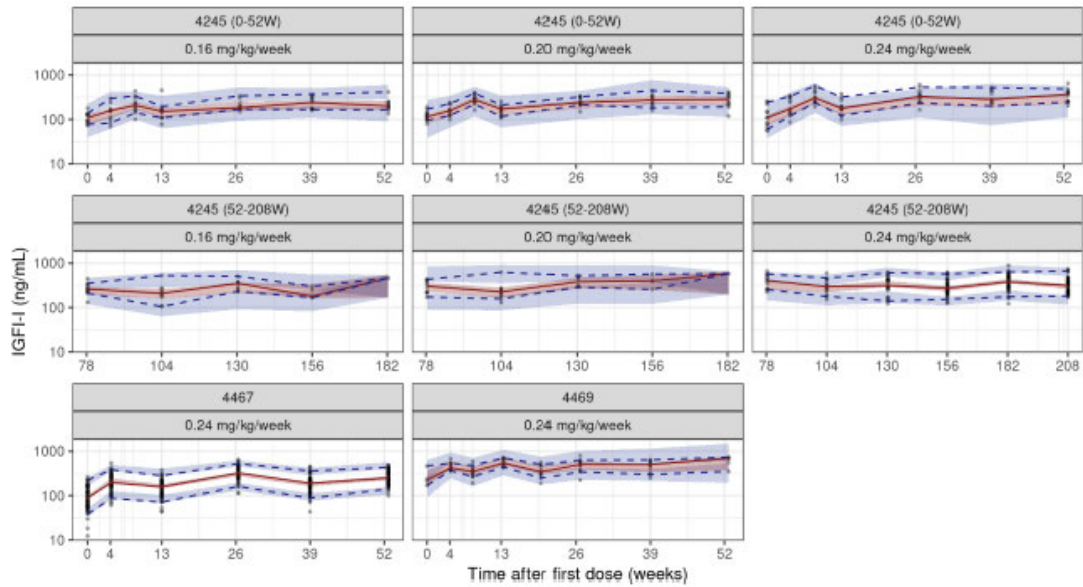 4245 (0-52W) 4245 (0-52W) 4245 (0-52W)
0.16 mg/kg/week 0.20 mg/kg/week 0.24 mg/kg/week
1000
100
10
0 4 13 26 39 52 0 4 13 26 39 52 0 4 13 26 39 52
4245 (52-208W) 4245 (52-208W) 4245 (52-208W)
0.16 mg/kg/week 0.20 mg/kg/week 0.24 mg/kg/week
IGFI-I (ng/mL)
1000
100
10
78 104 130 156 182 78 104 130 156 182 78 104 130 156 182 208
4467 4469
0.24 mg/kg/week 0.24 mg/kg/week
1000
100
10
0 4 13 26 39 52 0 4 13 26 39 52
Time after first dose (weeks)